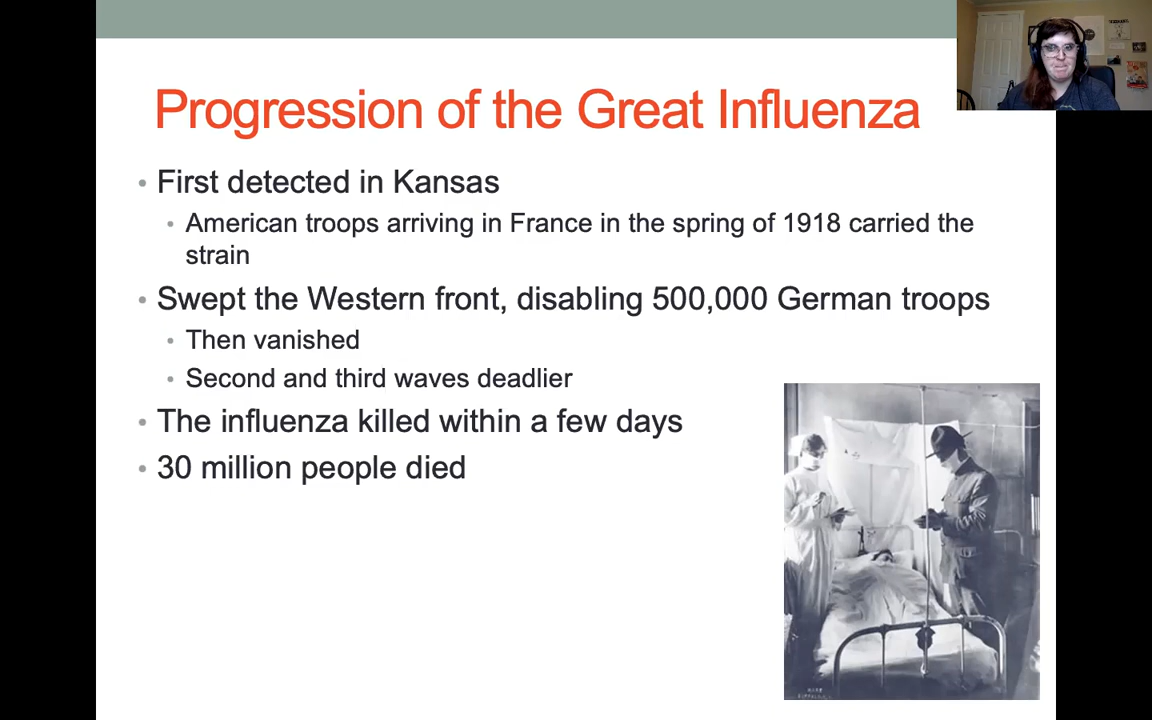 Progression of the Great Influenza
• First detected in Kansas
• American troops arriving in France in the spring of 1918 carried the
strain
• Swept the Western front, disabling 500,000 German troops
• Then vanished
• Second and third waves deadlier
• The influenza killed within a few days
• 30 million people died